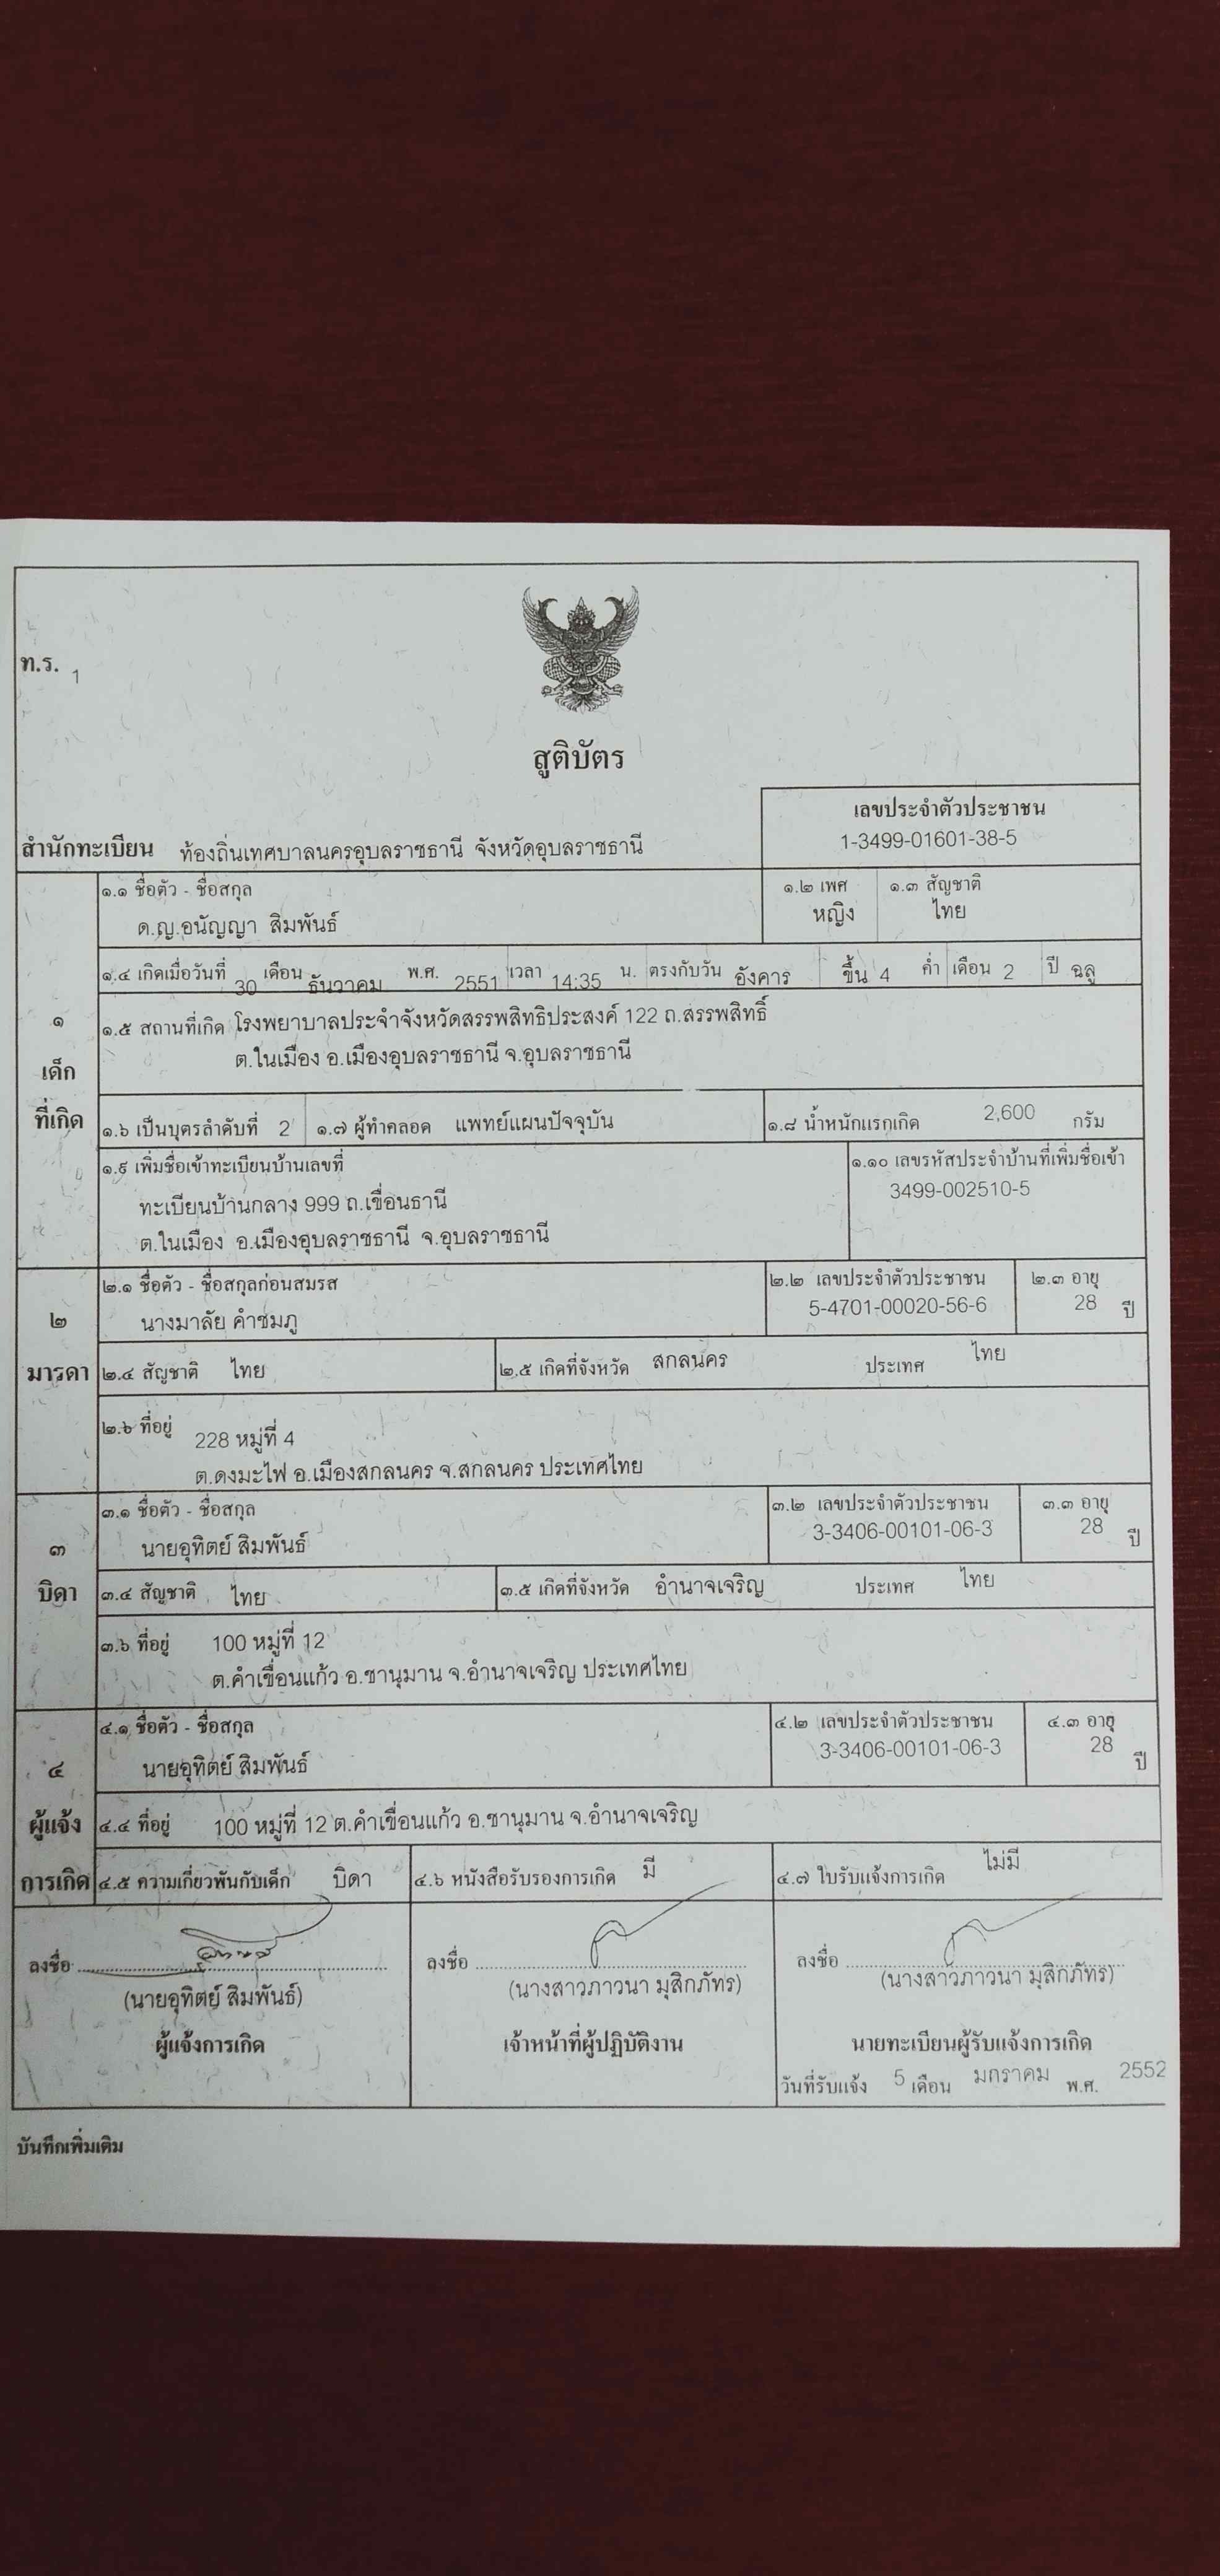 ท.ร. 1
สูติบัตร
เลขประจำตัวประชาชน
1-3499-01601-38-5
สำนักทะเบียน ท้องถิ่นเทศบาลนครอุบลราชธานี จังหวัดอุบลราชธานี
๑
เด็ก
ที่เกิด
๑.๑ ชื่อตัว - ชื่อสกุล
ด.ญ.อนัญญา สิมพันธ์
๑.๒ เพศ
หญิง
๑.๓ สัญชาติ
ไทย
๑.๔ เกิดเมื่อวันที่ 30 เดือน ธันวาคม พ.ศ. 2551 เวลา 14:35 น. ตรงกับวัน อังคาร ขึ้น 4 ค่ำ เดือน 2 ปี ฉลู
๑.๕ สถานที่เกิด โรงพยาบาลประจำจังหวัดสรรพสิทธิประสงค์ 122 ถ.สรรพสิทธิ์
ต.ในเมือง อ.เมืองอุบลราชธานี จ.อุบลราชธานี
๑.๖ เป็นบุตรลำดับที่ 2 ๑.๗ ผู้ทำคลอด แพทย์แผนปัจจุบัน ๑.๘ น้ำหนักแรกเกิด 2,600 กรัม
๑.๙ เพิ่มชื่อเข้าทะเบียนบ้านเลขที่
ทะเบียนบ้านกลาง 999 ถ.เขื่อนธานี
ต.ในเมือง อ.เมืองอุบลราชธานี จ.อุบลราชธานี
๑.๑๐ เลขรหัสประจำบ้านที่เพิ่มชื่อเข้า
3499-002510-5
๒
มารดา
๒.๑ ชื่อตัว - ชื่อสกุลก่อนสมรส
นางมาลัย คำชมภู
๒.๒ เลขประจำตัวประชาชน
5-4701-00020-56-6
๒.๓ อายุ
28 ปี
๒.๔ สัญชาติ ไทย ๒.๕ เกิดที่จังหวัด สกลนคร ประเทศ ไทย
๒.๖ ที่อยู่ 228 หมู่ที่ 4
ต.ดงมะไฟ อ.เมืองสกลนคร จ.สกลนคร ประเทศไทย
๓
บิดา
๓.๑ ชื่อตัว - ชื่อสกุล
นายอุทิตย์ สิมพันธ์
๓.๒ เลขประจำตัวประชาชน
3-3406-00101-06-3
๓.๓ อายุ
28 ปี
๓.๔ สัญชาติ ไทย ๓.๕ เกิดที่จังหวัด อำนาจเจริญ ประเทศ ไทย
๓.๖ ที่อยู่ 100 หมู่ที่ 12
ต.คำเขื่อนแก้ว อ.ชานุมาน จ.อำนาจเจริญ ประเทศไทย
๔
ผู้แจ้ง
การเกิด
๔.๑ ชื่อตัว - ชื่อสกุล
นายอุทิตย์ สิมพันธ์
๔.๒ เลขประจำตัวประชาชน
3-3406-00101-06-3
๔.๓ อายุ
28 ปี
๔.๔ ที่อยู่ 100 หมู่ที่ 12 ต.คำเขื่อนแก้ว อ.ชานุมาน จ.อำนาจเจริญ
๔.๕ ความเกี่ยวพันกับเด็ก บิดา ๔.๖ หนังสือรับรองการเกิด มี ๔.๗ ใบรับแจ้งการเกิด ไม่มี
ลงชื่อ
(นายอุทิตย์ สิมพันธ์)
ผู้แจ้งการเกิด
ลงชื่อ
(นางสาวภาวนา มุสิกภัทร)
เจ้าหน้าที่ผู้ปฏิบัติงาน
ลงชื่อ
(นางสาวภาวนา มุสิกภัทร)
นายทะเบียนผู้รับแจ้งการเกิด
วันที่รับแจ้ง 5 เดือน มกราคม พ.ศ. 2552
บันทึกเพิ่มเติม